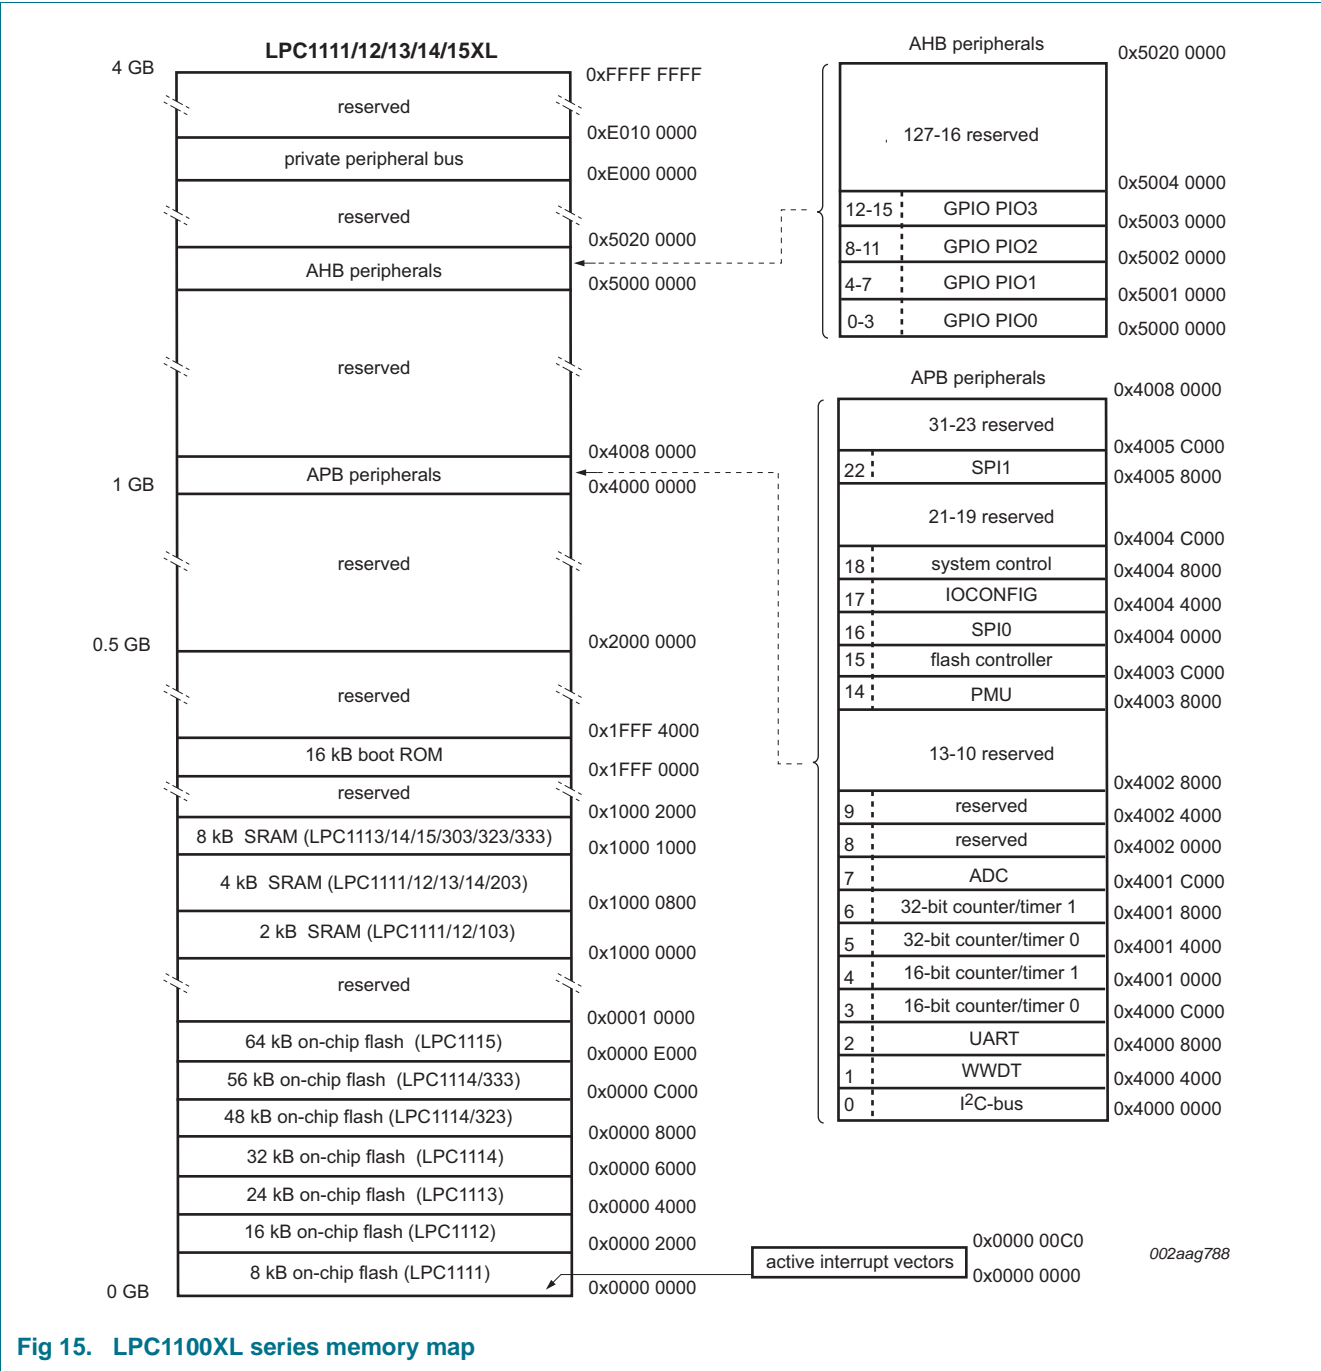 LPC1111/12/13/14/15XL
4 GB
0xFFFF FFFF
reserved
0xE010 0000
private peripheral bus
0xE000 0000
reserved
0x5020 0000
AHB peripherals
0x5000 0000
reserved
0x4008 0000
APB peripherals
1 GB
0x4000 0000
reserved
0.5 GB
0x2000 0000
reserved
0x1FFF 4000
16 kB boot ROM
0x1FFF 0000
reserved
0x1000 2000
8 kB SRAM (LPC1113/14/15/303/323/333)
0x1000 1000
4 kB SRAM (LPC1111/12/13/14/203)
0x1000 0800
2 kB SRAM (LPC1111/12/103)
0x1000 0000
reserved
0x0001 0000
64 kB on-chip flash (LPC1115)
0x0000 E000
56 kB on-chip flash (LPC1114/333)
0x0000 C000
48 kB on-chip flash (LPC1114/323)
0x0000 8000
32 kB on-chip flash (LPC1114)
0x0000 6000
24 kB on-chip flash (LPC1113)
0x0000 4000
16 kB on-chip flash (LPC1112)
0x0000 2000
8 kB on-chip flash (LPC1111)
0 GB
0x0000 0000
AHB peripherals
0x5020 0000
127-16 reserved
0x5004 0000
12-15 GPIO PIO3
0x5003 0000
8-11 GPIO PIO2
0x5002 0000
4-7 GPIO PIO1
0x5001 0000
0-3 GPIO PIO0
0x5000 0000
APB peripherals
0x4008 0000
31-23 reserved
0x4005 C000
22 SPI1
0x4005 8000
21-19 reserved
0x4004 C000
18 system control
0x4004 8000
17 IOCONFIG
0x4004 4000
16 SPI0
0x4004 0000
15 flash controller
0x4003 C000
14 PMU
0x4003 8000
13-10 reserved
0x4002 8000
9 reserved
0x4002 4000
8 reserved
0x4002 0000
7 ADC
0x4001 C000
6 32-bit counter/timer 1
0x4001 8000
5 32-bit counter/timer 0
0x4001 4000
4 16-bit counter/timer 1
0x4001 0000
3 16-bit counter/timer 0
0x4000 C000
2 UART
0x4000 8000
1 WWDT
0x4000 4000
0 I2C-bus
0x4000 0000
0x0000 00C0
active interrupt vectors
0x0000 0000
002aag788
Fig 15. LPC1100XL series memory map